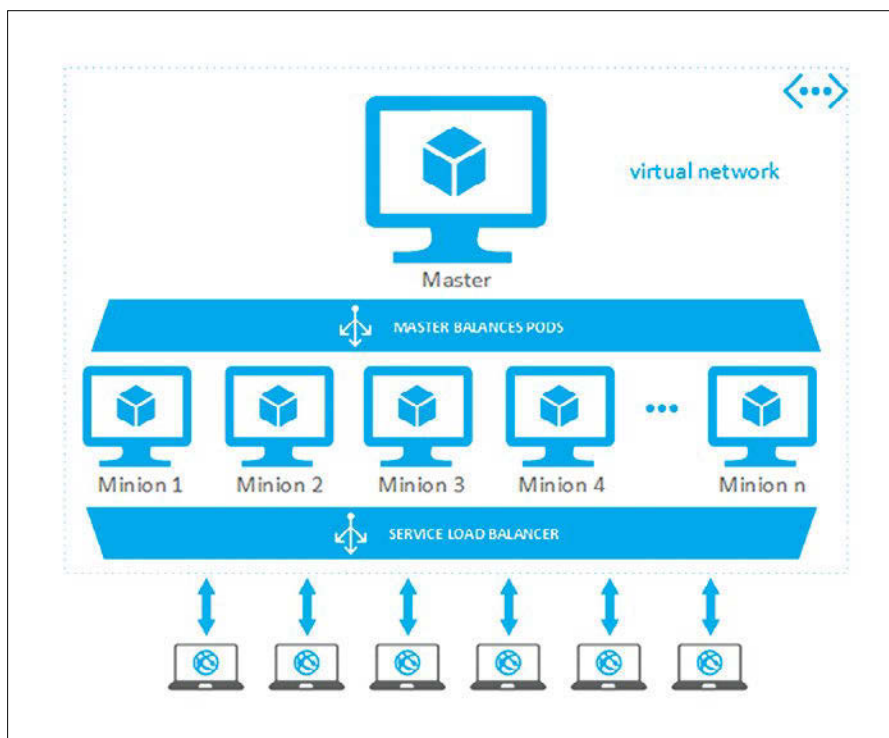 virtual network
Master
MASTER BALANCES PODS
Minion 1 Minion 2 Minion 3 Minion 4 Minion n
SERVICE LOAD BALANCER